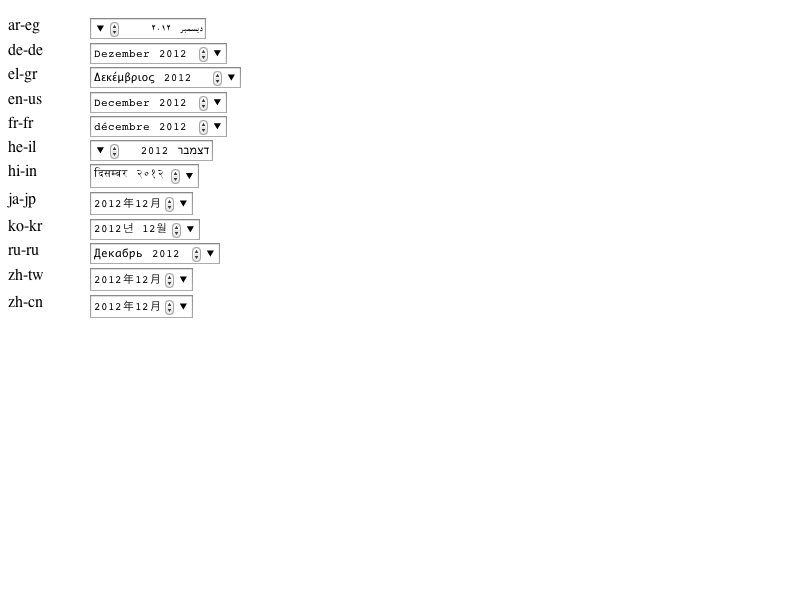 ar-eg ديسمبر ٢٠١٢
de-de Dezember 2012
el-gr Δεκέμβριος 2012
en-us December 2012
fr-fr décembre 2012
he-il דצמבר 2012
hi-in दिसम्बर २०१२
ja-jp 2012年12月
ko-kr 2012년 12월
ru-ru Декабрь 2012
zh-tw 2012年12月
zh-cn 2012年12月